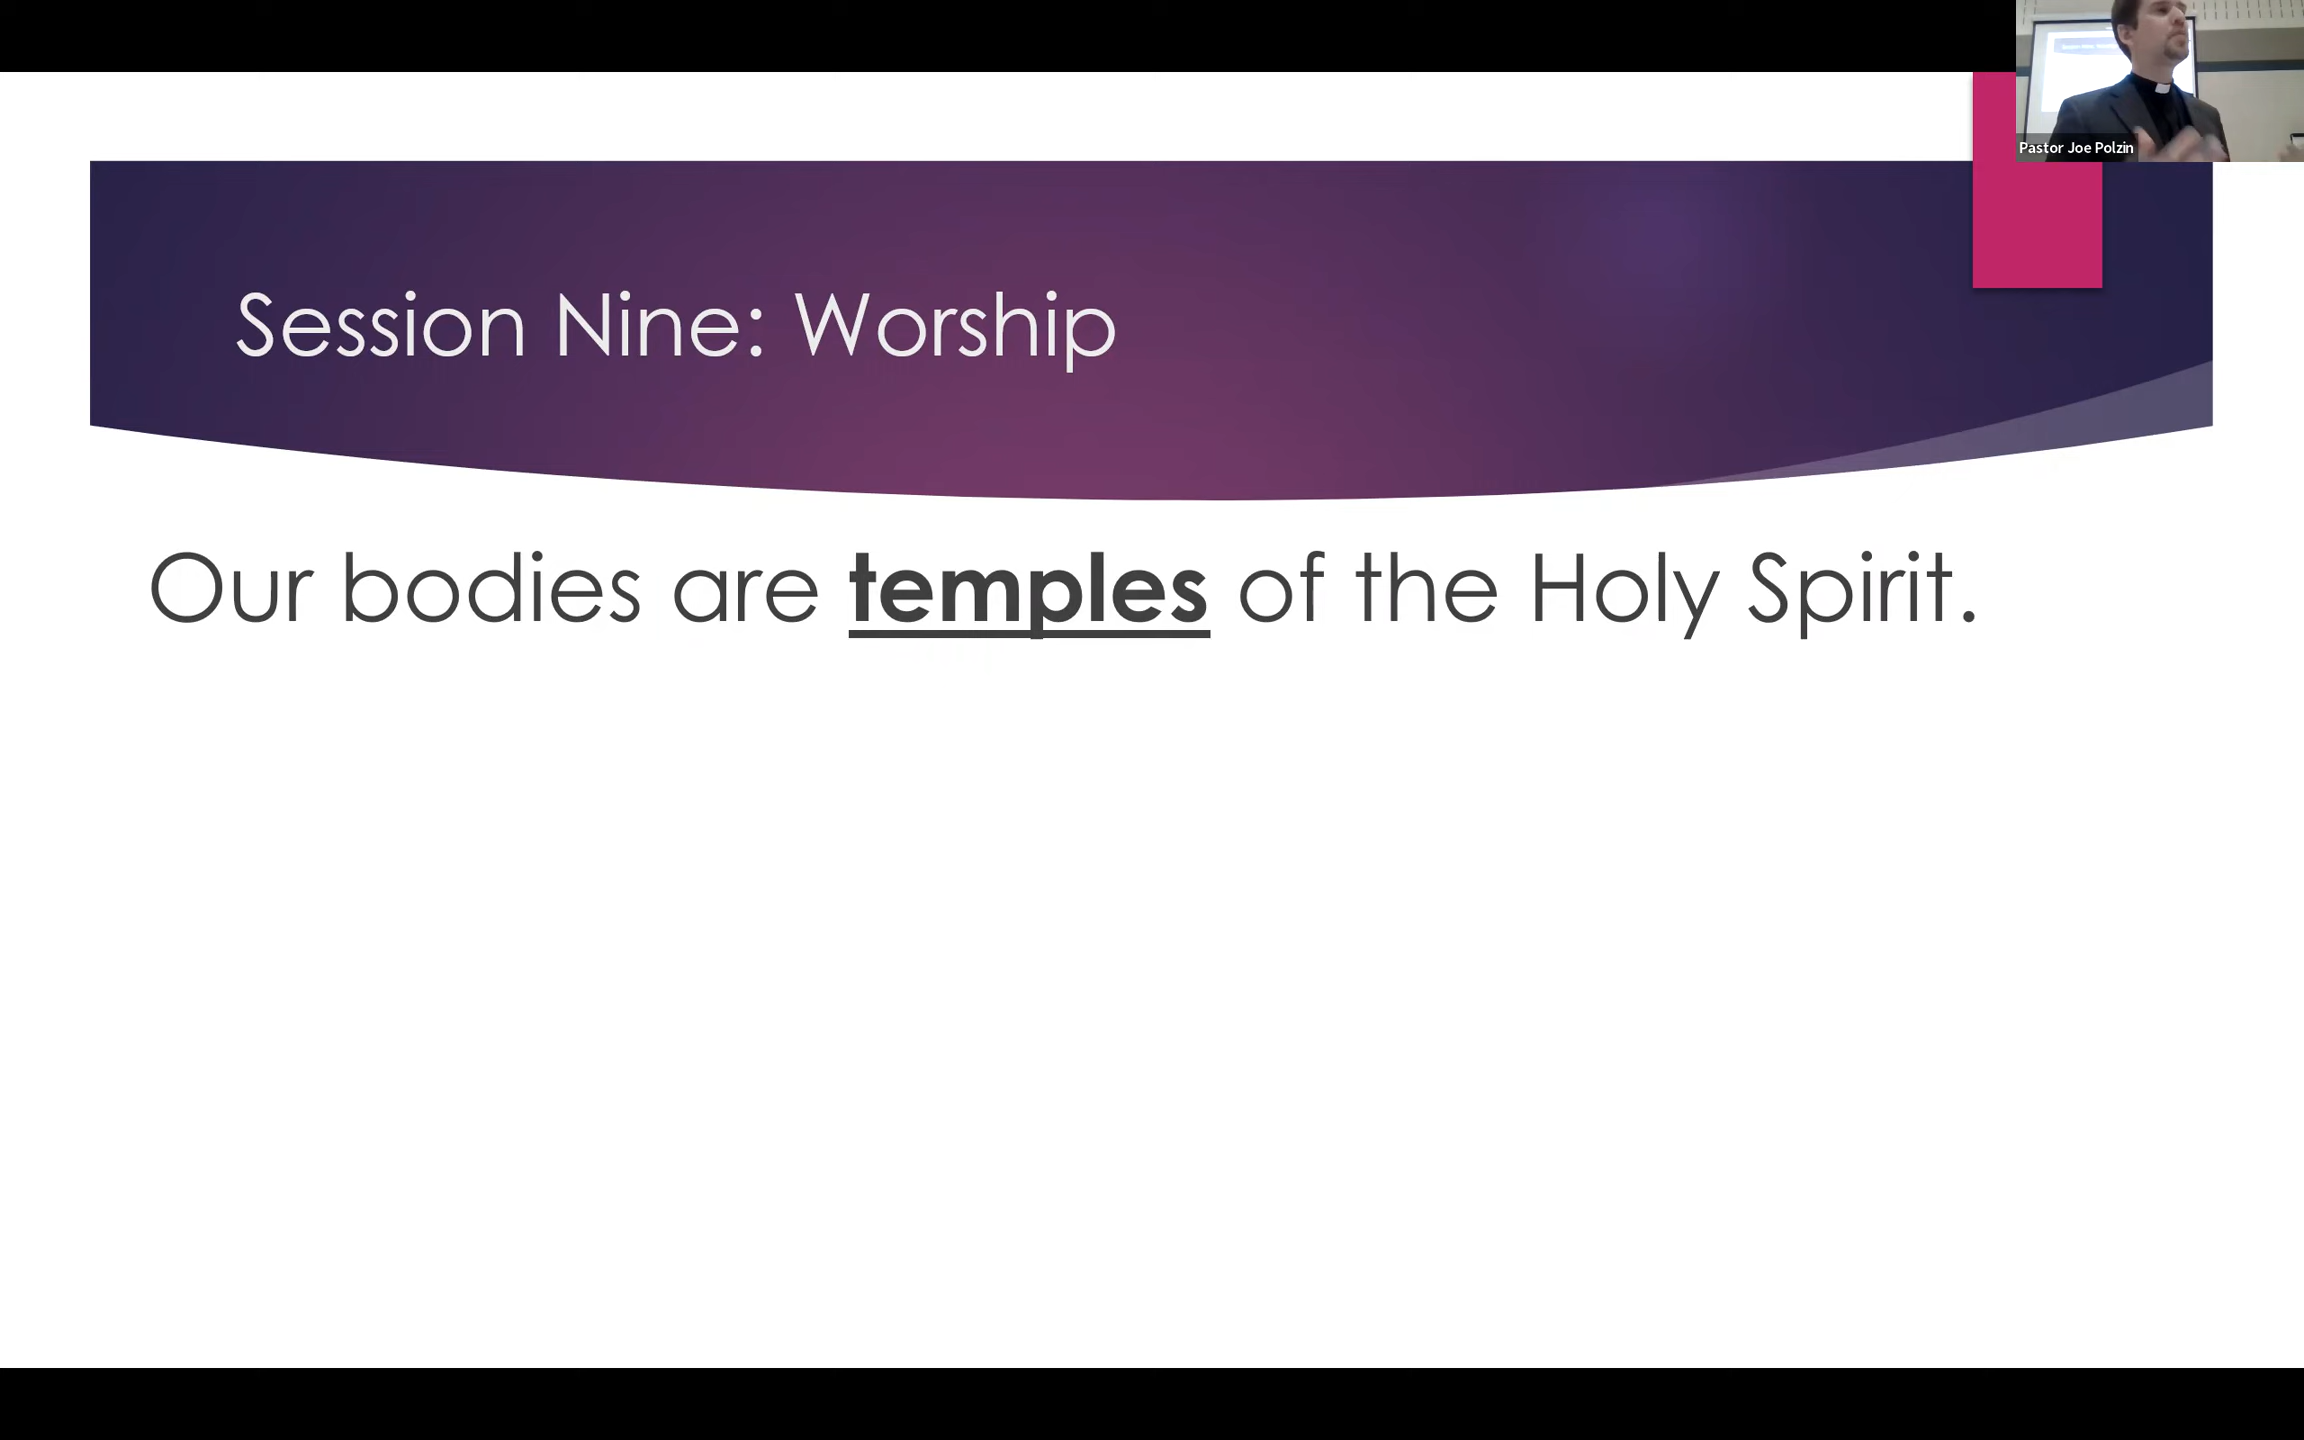 Pastor Joe Polzin
Session Nine: Worship
Our bodies are temples of the Holy Spirit.